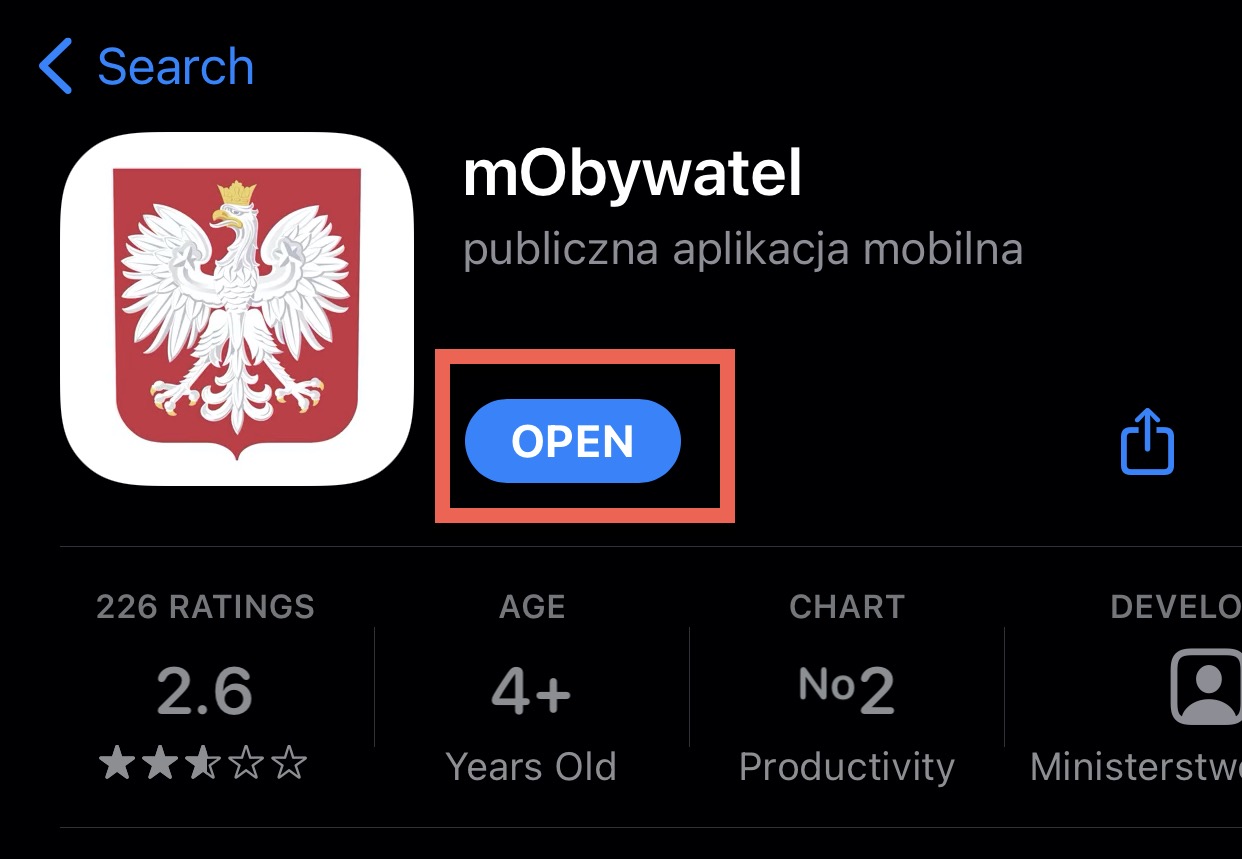 Search
mObywatel
publiczna aplikacja mobilna
OPEN
226 RATINGS
2.6
AGE
4+
Years Old
CHART
No2
Productivity
DEVELO
Ministerstw